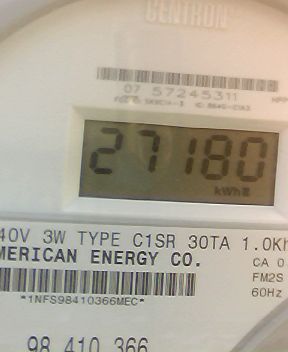 CENTRON
07 57245311
27180
kWh
40V 3W TYPE C1SR 30TA 1.0Kh
MERICAN ENERGY CO.
CA 0
FM2S
60Hz
*1NFS98410366MEC*
98 410 366